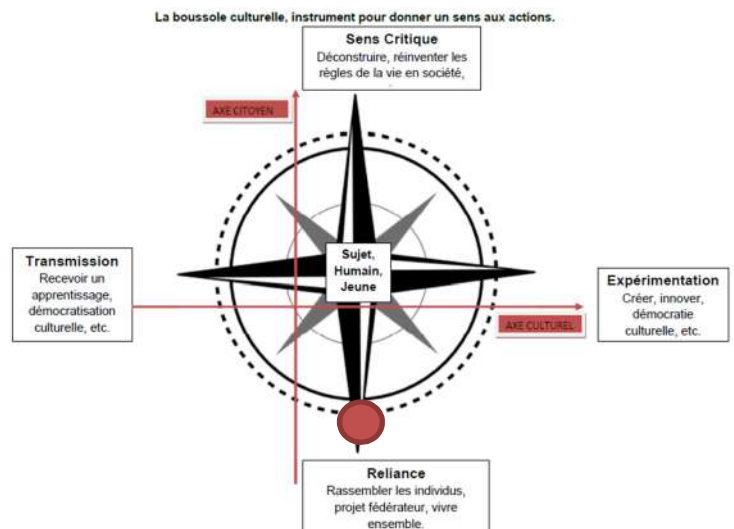 La boussole culturelle, instrument pour donner un sens aux actions.
Sens Critique
Déconstruire, réinventer les
règles de la vie en société,
AXE CITOYEN
Transmission
Recevoir un
apprentissage,
démocratisation
culturelle, etc.
Sujet,
Humain,
Jeune
Expérimentation
Créer, innover,
démocratie
culturelle, etc.
AXE CULTUREL
Reliance
Rassembler les individus,
projet fédérateur, vivre
ensemble.